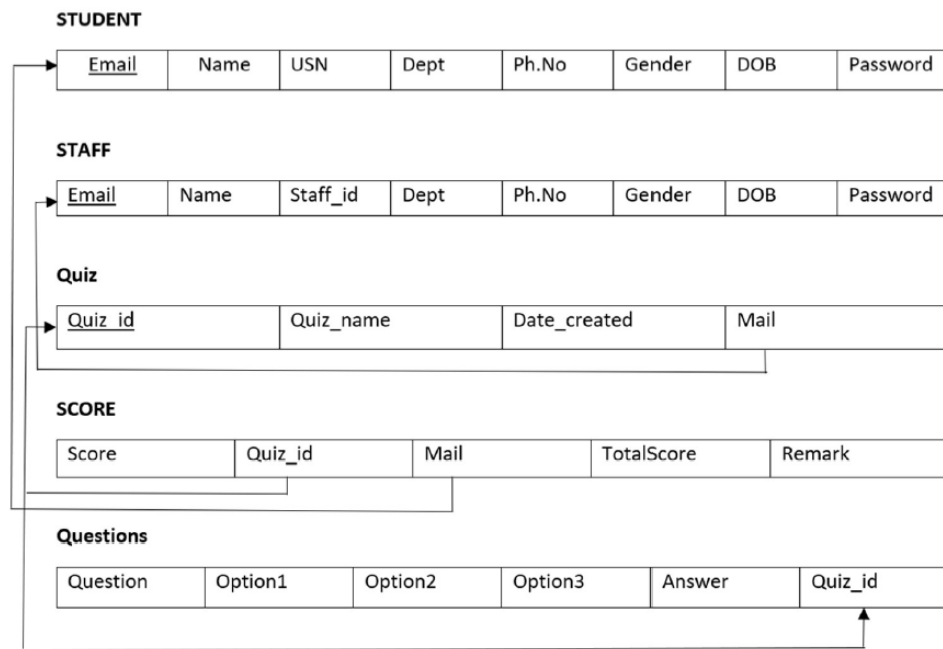 STUDENT
Email Name USN Dept Ph.No Gender DOB Password
STAFF
Email Name Staff_id Dept Ph.No Gender DOB Password
Quiz
Quiz_id Quiz_name Date_created Mail
SCORE
Score Quiz_id Mail TotalScore Remark
Questions
Question Option1 Option2 Option3 Answer Quiz_id